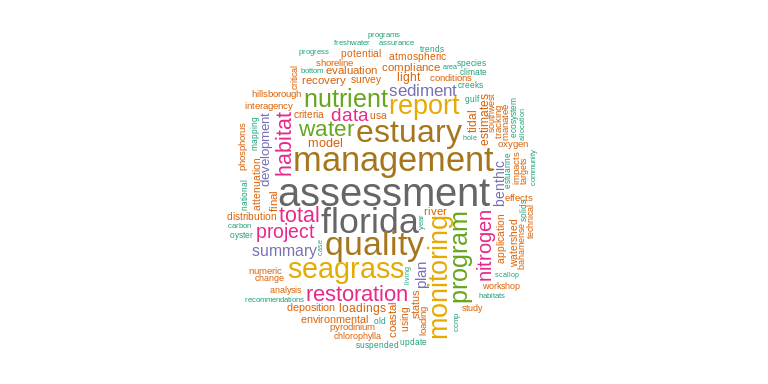 programs
freshwater assurance
progress potential trends
shoreline atmospheric
bottom evaluation compliance area species
critical recovery survey light conditions climate
hillsborough nutrient sediment creeks
interagency report gulf
criteria data usa tidal estimates southwest tracking manatee ecosystem allocation
mapping development habitat water estuary hole
phosphorus model oxygen
management
attenuation benthic estuarine impacts targets community
national final assessment effects
distribution total florida river solids
carbon year application watershed bahamense technical
oyster project monitoring program nitrogen
summary case quality
numeric seagrass living plan scallop
change workshop
analysis restoration habitats
recommendations
deposition loadings coastal using status loading study
environmental old ccmp
pyrodinium
chlorophylla
suspended update